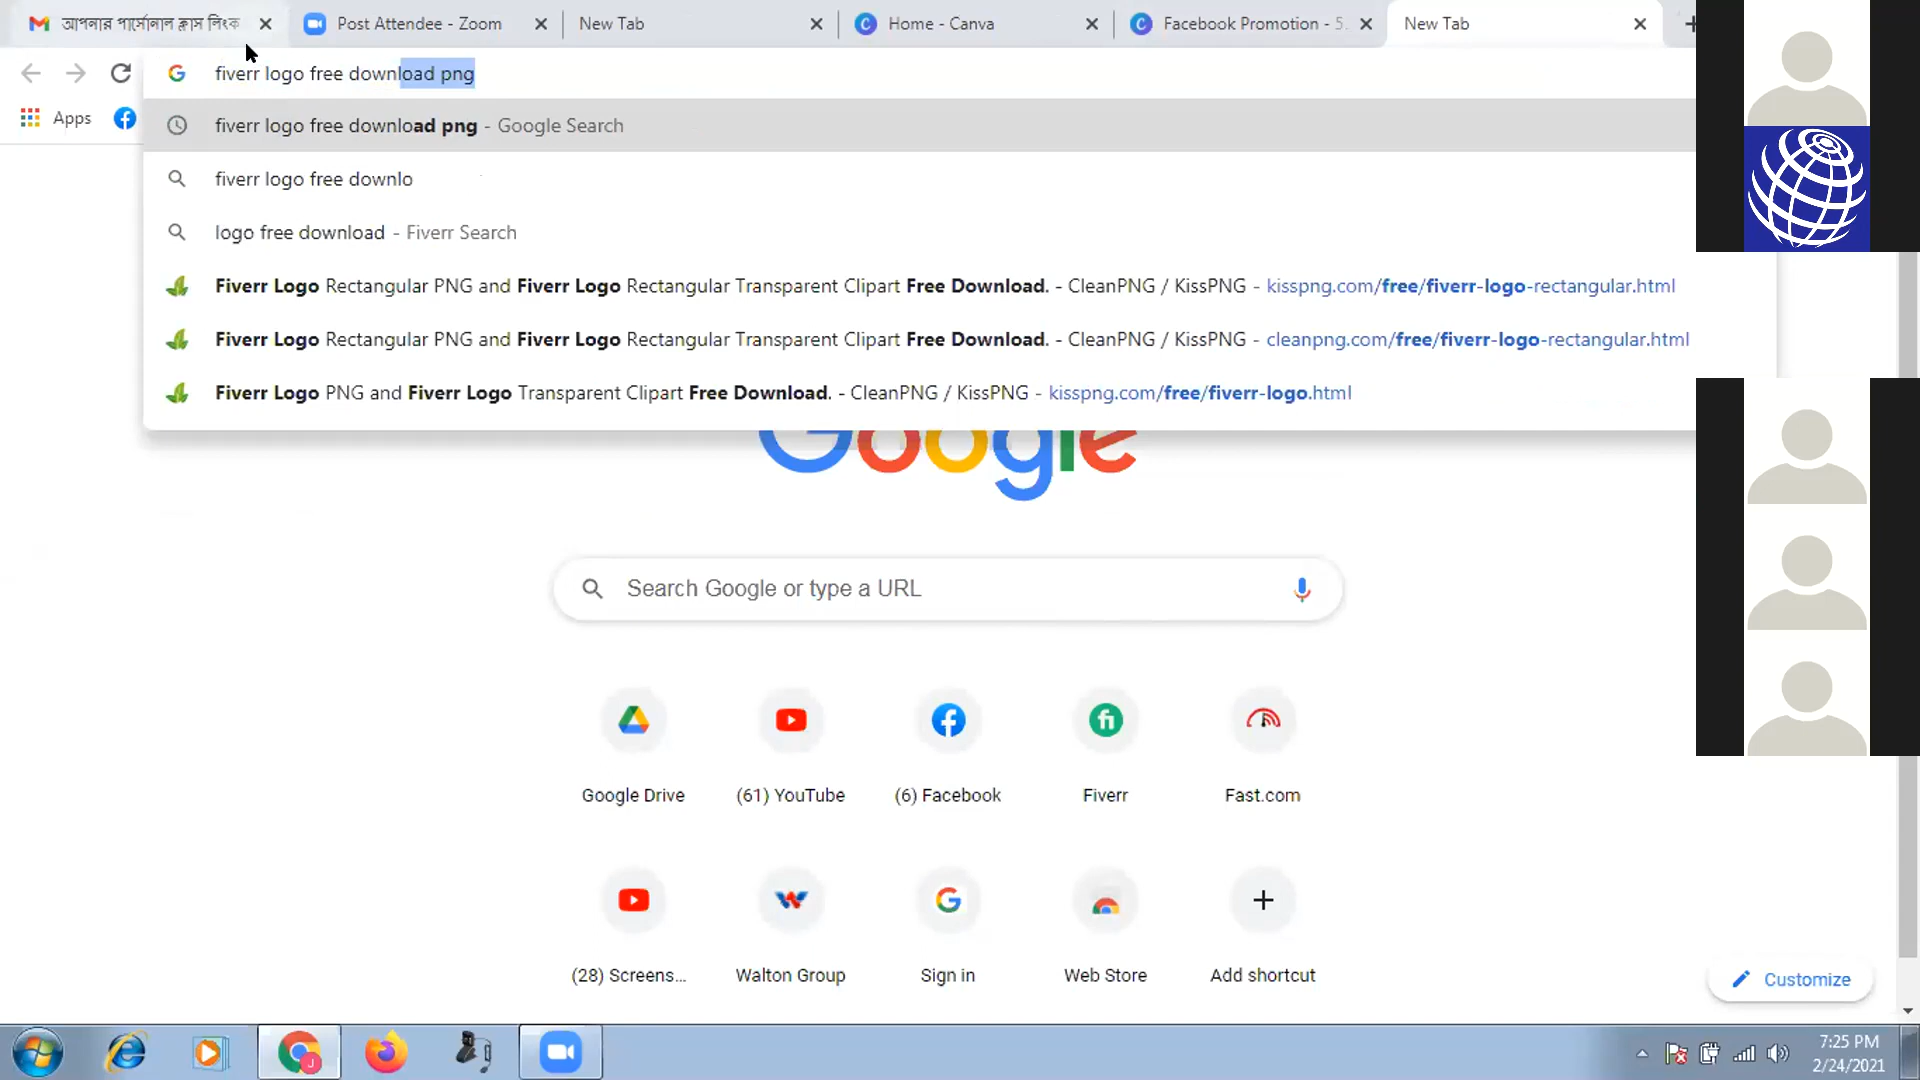 আপনার পার্সোনাল ক্লাস লিংক
Post Attendee - Zoom
New Tab
Home - Canva
Facebook Promotion - 5.
New Tab
fiverr logo free download png
Apps
fiverr logo free download png - Google Search
fiverr logo free downlo
logo free download - Fiverr Search
Fiverr Logo Rectangular PNG and Fiverr Logo Rectangular Transparent Clipart Free Download. - CleanPNG / KissPNG - kisspng.com/free/fiverr-logo-rectangular.html
Fiverr Logo Rectangular PNG and Fiverr Logo Rectangular Transparent Clipart Free Download. - CleanPNG / KissPNG - cleanpng.com/free/fiverr-logo-rectangular.html
Fiverr Logo PNG and Fiverr Logo Transparent Clipart Free Download. - CleanPNG / KissPNG - kisspng.com/free/fiverr-logo.html
Google
Search Google or type a URL
Google Drive
(61) YouTube
(6) Facebook
Fiverr
Fast.com
(28) Screens...
Walton Group
Sign in
Web Store
Add shortcut
Customize
7:25 PM
2/24/2021